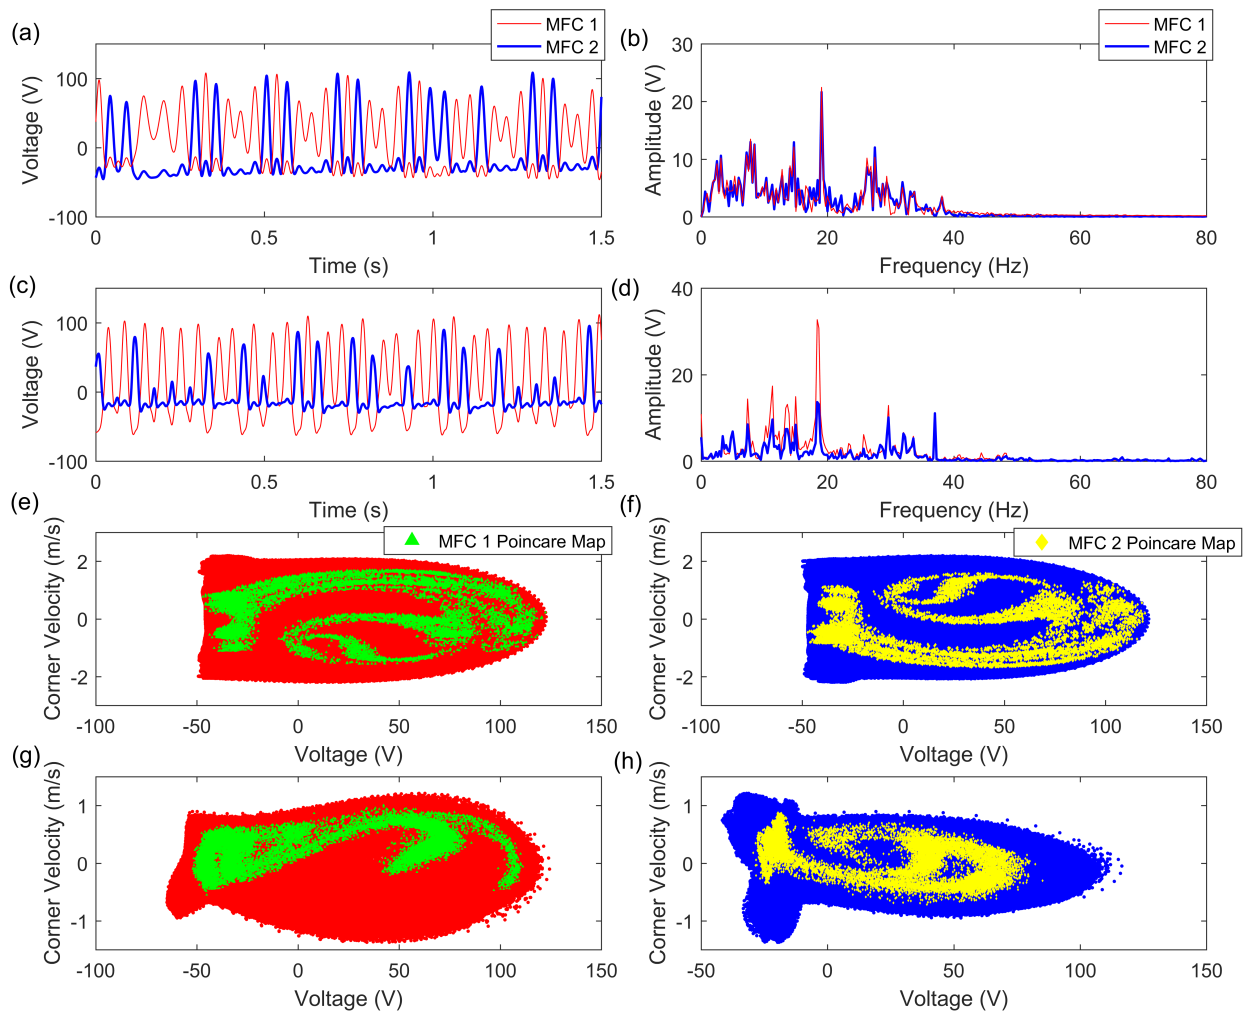 (a)
MFC 1
MFC 2
Voltage (V)
100
0
-100
0
0.5
1
1.5
Time (s)
(b)
MFC 1
MFC 2
Amplitude (V)
30
20
10
0
0
20
40
60
80
Frequency (Hz)
(c)
Voltage (V)
100
0
-100
0
0.5
1
1.5
Time (s)
(d)
Amplitude (V)
40
20
0
0
20
40
60
80
Frequency (Hz)
(e)
MFC 1 Poincare Map
Corner Velocity (m/s)
2
0
-2
-100
-50
0
50
100
150
Voltage (V)
(f)
MFC 2 Poincare Map
Corner Velocity (m/s)
2
0
-2
-100
-50
0
50
100
150
Voltage (V)
(g)
Corner Velocity (m/s)
1
0
-1
-100
-50
0
50
100
150
Voltage (V)
(h)
Corner Velocity (m/s)
1
0
-1
-50
0
50
100
150
Voltage (V)